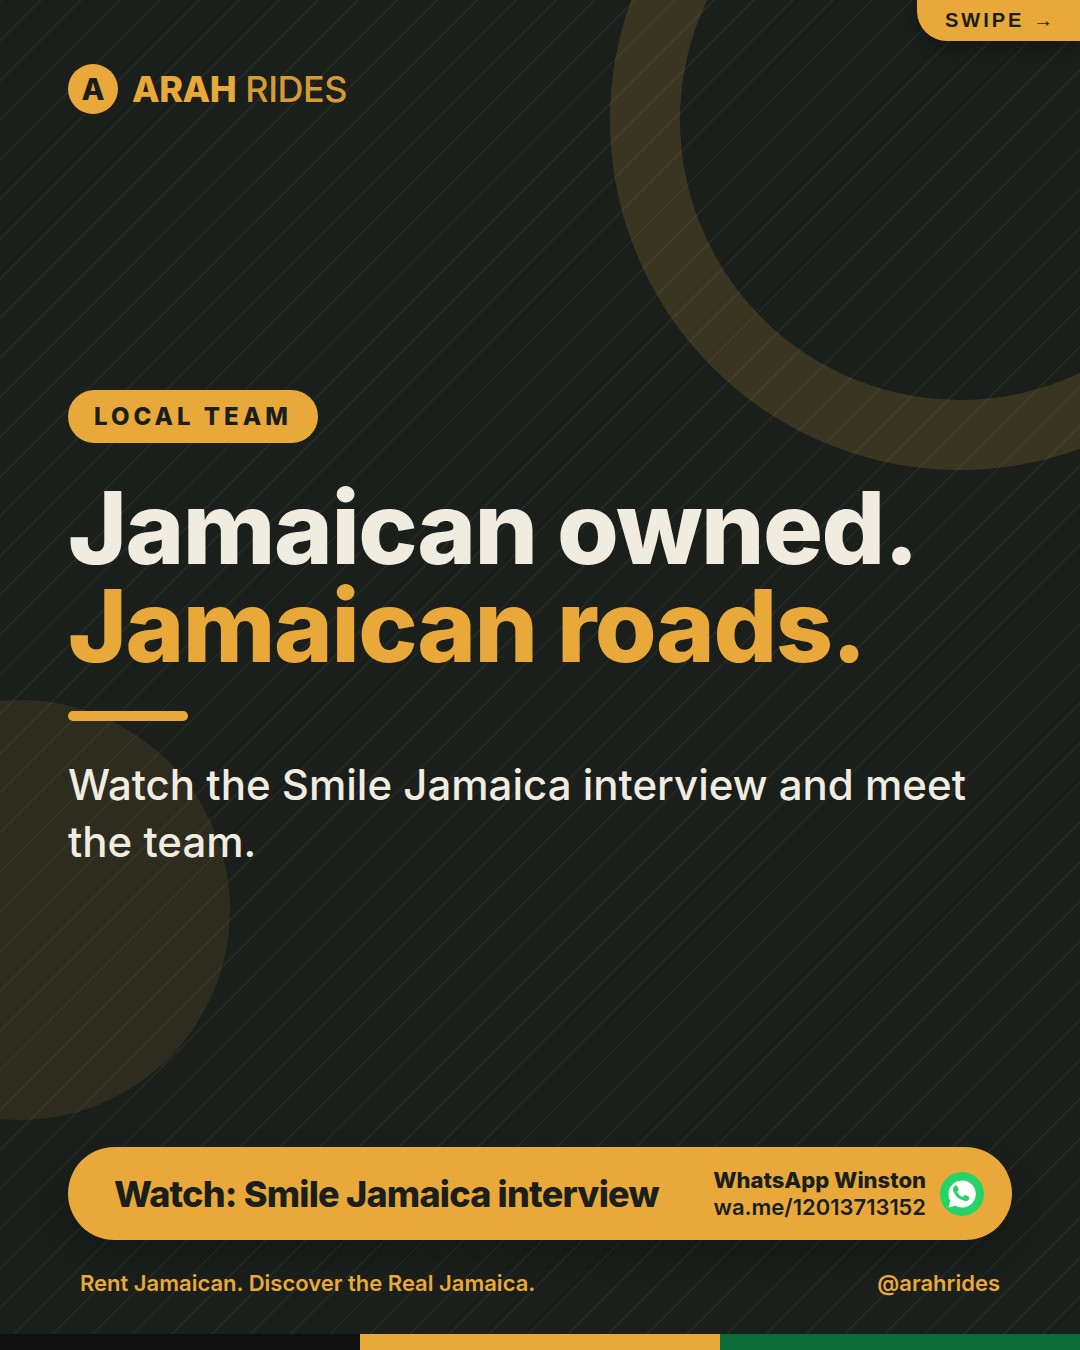 SWIPE →
A ARAH RIDES
LOCAL TEAM
Jamaican owned.
Jamaican roads.
Watch the Smile Jamaica interview and meet
the team.
Watch: Smile Jamaica interview
WhatsApp Winston
wa.me/12013713152
Rent Jamaican. Discover the Real Jamaica.
@arahrides